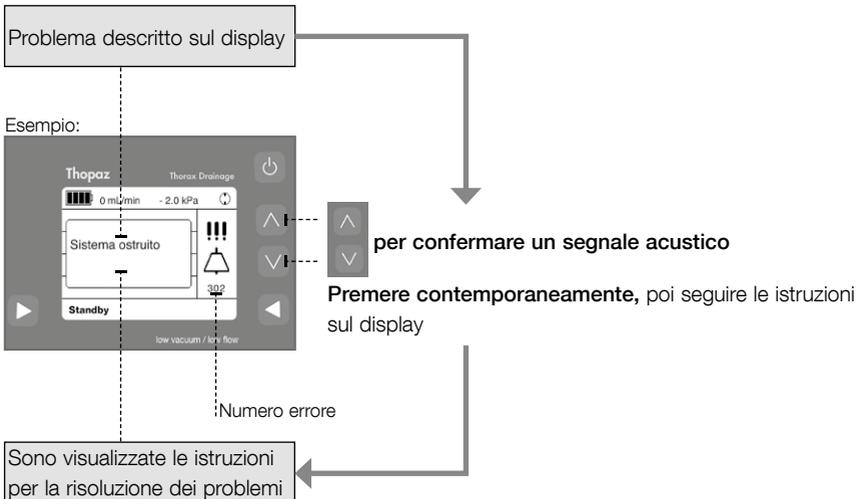 Problema descritto sul display
Esempio:
Thopaz
Thorax Drainage
0 mL/min
- 2.0 kPa
Sistema ostruito
!!!
302
Standby
low vacuum / low flow
per confermare un segnale acustico
Premere contemporaneamente, poi seguire le istruzioni
sul display
Numero errore
Sono visualizzate le istruzioni
per la risoluzione dei problemi